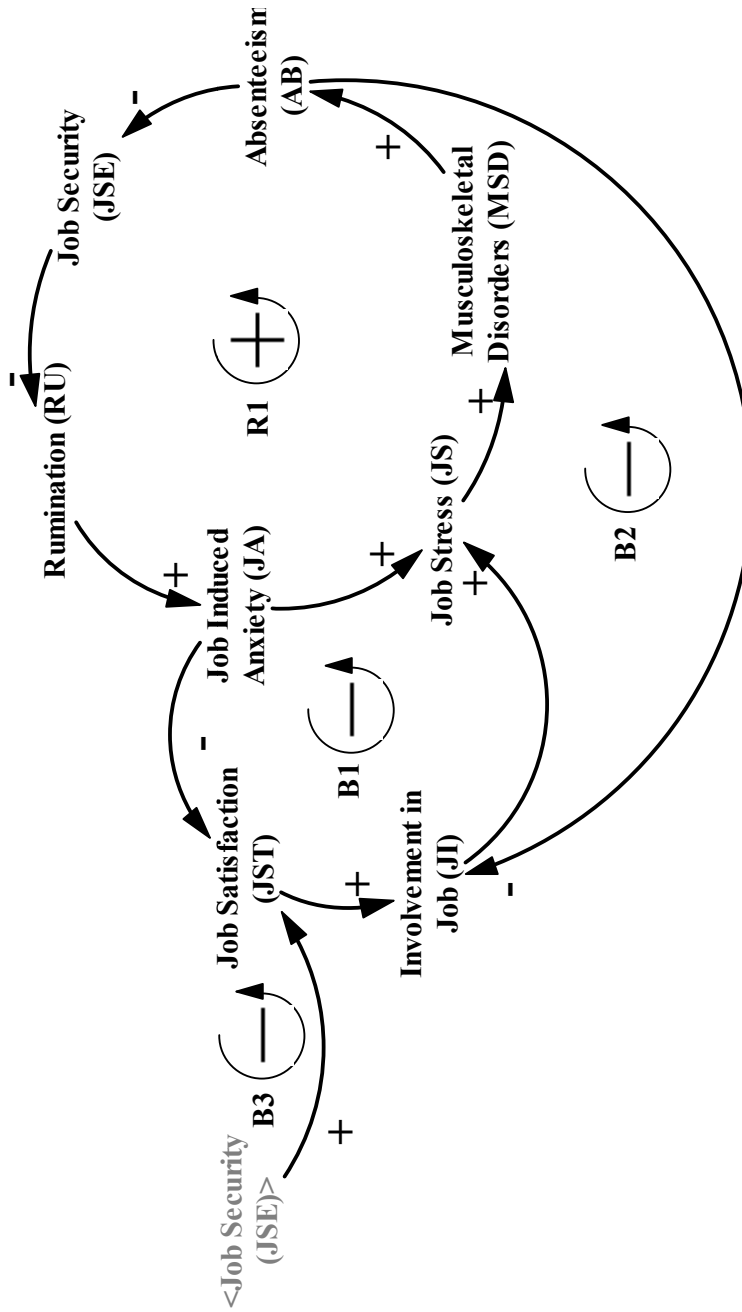 <Job Security
(JSE)>
+
B3
−
Job Satisfaction
(JST)
-
+
Involvement in
Job (JI)
-
B1
−
Rumination (RU)
-
+
Job Induced
Anxiety (JA)
+
Job Stress (JS)
+
+
R1
+
B2
−
Job Security
(JSE)
-
Absenteeism
(AB)
+
Musculoskeletal
Disorders (MSD)